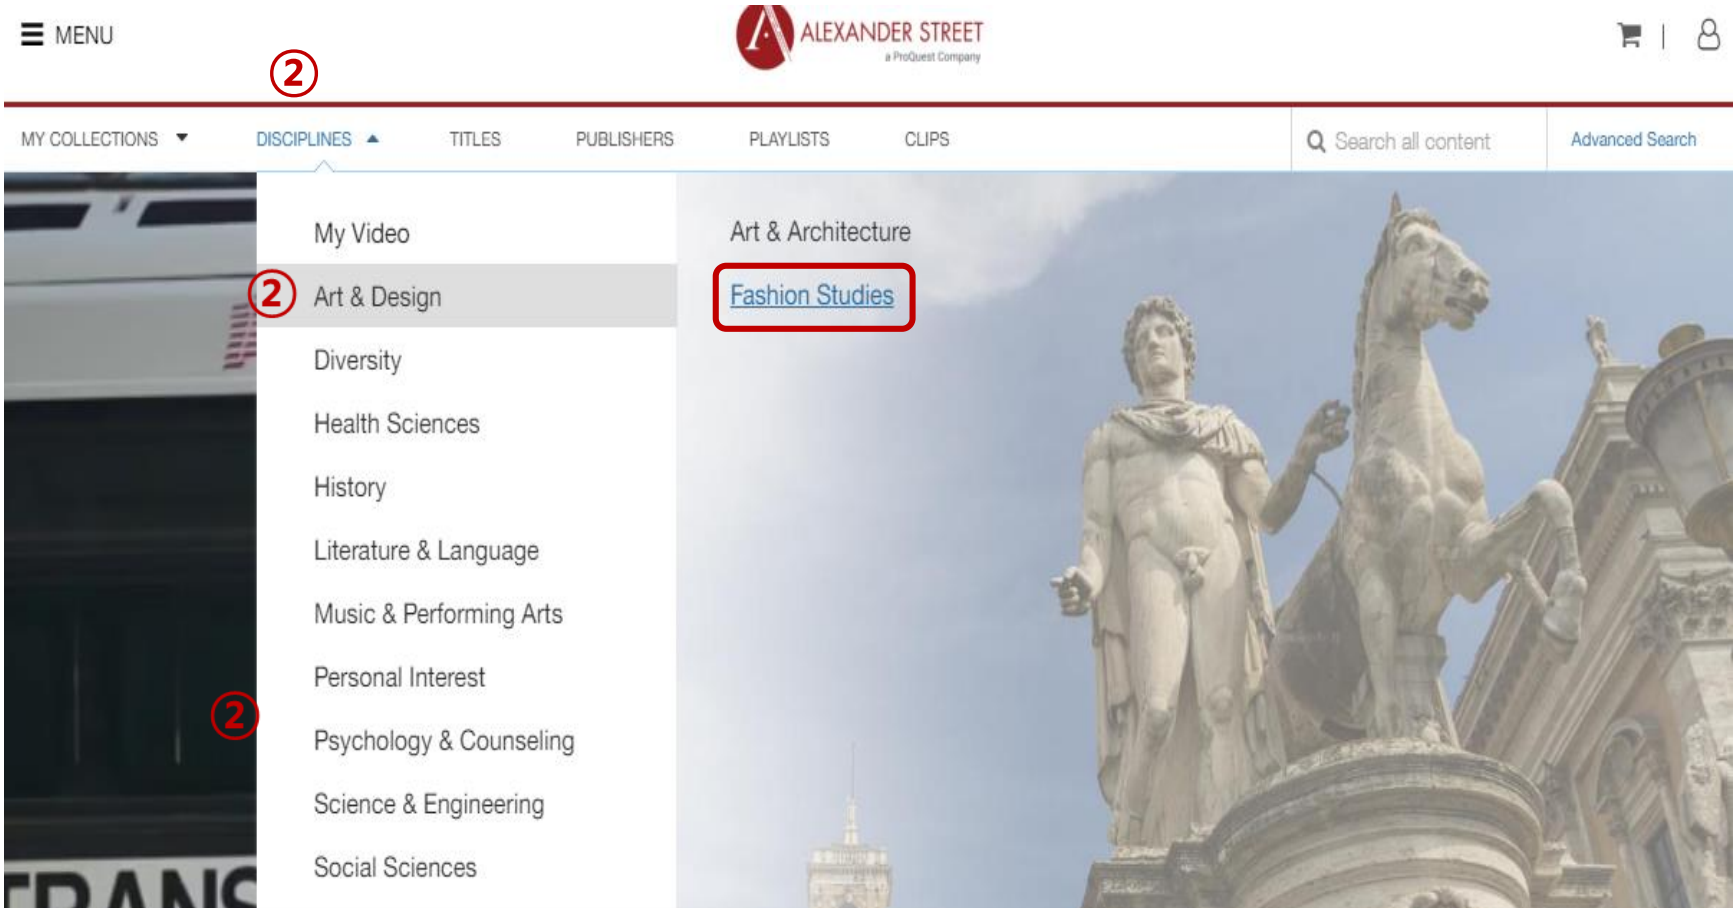 MENU
ALEXANDER STREET
a ProQuest Company
②
MY COLLECTIONS DISCIPLINES TITLES PUBLISHERS PLAYLISTS CLIPS Search all content Advanced Search
My Video
② Art & Design
Diversity
Health Sciences
History
Literature & Language
Music & Performing Arts
Personal Interest
②
Psychology & Counseling
Science & Engineering
Social Sciences
Art & Architecture
Fashion Studies
TRANS